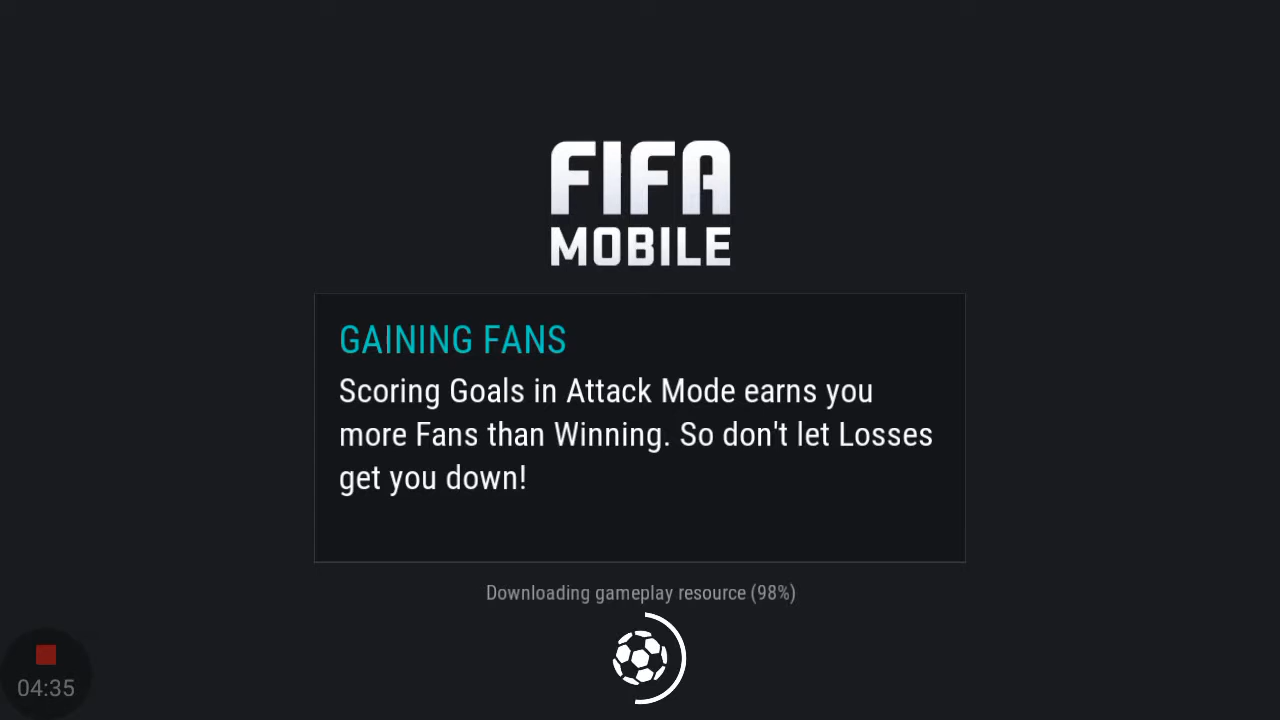 FIFA
MOBILE
GAINING FANS
Scoring Goals in Attack Mode earns you
more Fans than Winning. So don't let Losses
get you down!
Downloading gameplay resource (98%)
04:35